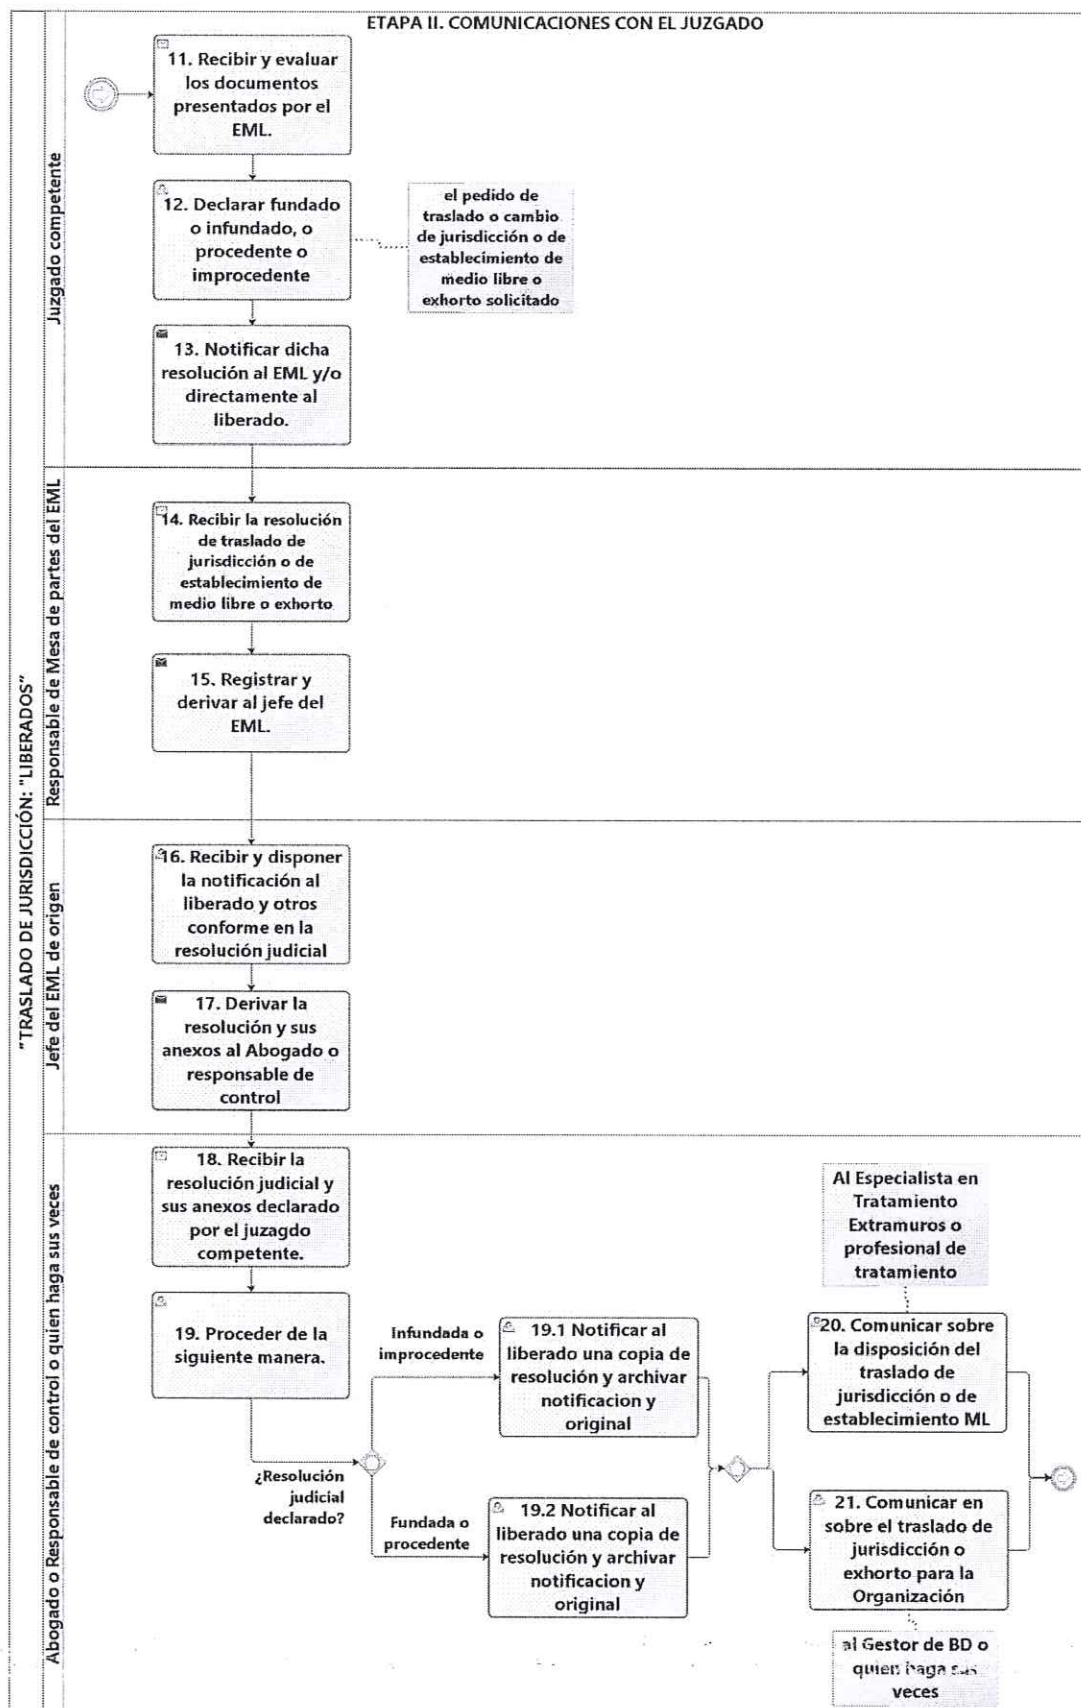 ETAPA II. COMUNICACIONES CON EL JUZGADO
"TRASLADO DE JURISDICCIÓN: "LIBERADOS"
Juzgado competente
11. Recibir y evaluar
los documentos
presentados por el
EML.
12. Declarar fundado
o infundado, o
procedente o
improcedente
el pedido de
traslado o cambio
de jurisdicción o de
establecimiento de
medio libre o
exhorto solicitado
13. Notificar dicha
resolución al EML y/o
directamente al
liberado.
Responsable de Mesa de partes del EML
14. Recibir la resolución
de traslado de
jurisdicción o de
establecimiento de
medio libre o exhorto
15. Registrar y
derivar al jefe del
EML.
Jefe del EML de origen
16. Recibir y disponer
la notificación al
liberado y otros
conforme en la
resolución judicial
17. Derivar la
resolución y sus
anexos al Abogado o
responsable de
control
Abogado o Responsable de control o quien haga sus veces
18. Recibir la
resolución judicial y
sus anexos declarado
por el juzagdo
competente.
19. Proceder de la
siguiente manera.
¿Resolución
judicial
declarado?
Infundada o
improcedente
19.1 Notificar al
liberado una copia de
resolución y archivar
notificacion y
original
Fundada o
procedente
19.2 Notificar al
liberado una copia de
resolución y archivar
notificacion y
original
Al Especialista en
Tratamiento
Extramuros o
profesional de
tratamiento
20. Comunicar sobre
la disposición del
traslado de
jurisdicción o de
establecimiento ML
21. Comunicar en
sobre el traslado de
jurisdicción o
exhorto para la
Organización
al Gestor de BD o
quien haga sus
veces